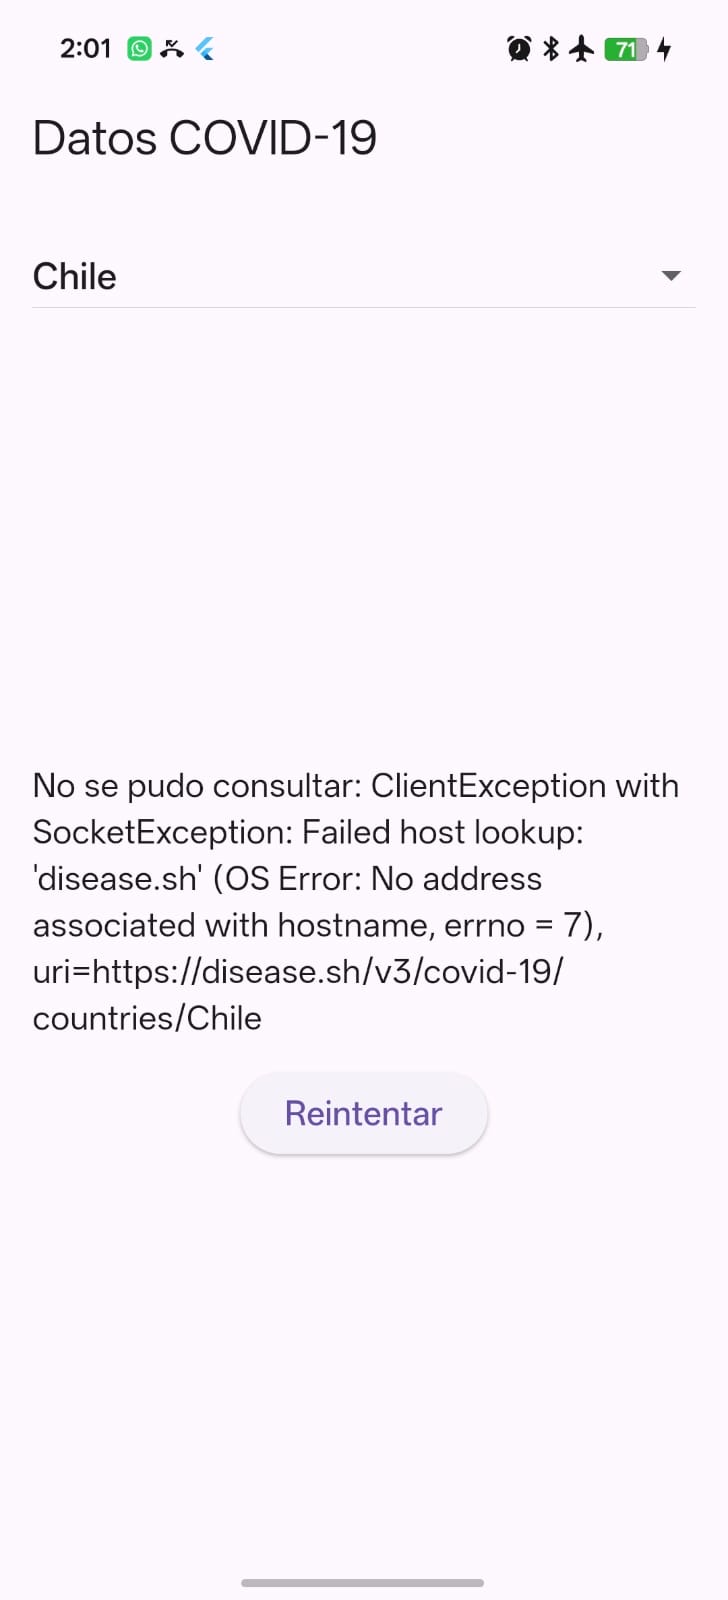 2:01
71
Datos COVID-19
Chile
No se pudo consultar: ClientException with
SocketException: Failed host lookup:
'disease.sh' (OS Error: No address
associated with hostname, errno = 7),
uri=https://disease.sh/v3/covid-19/
countries/Chile
Reintentar